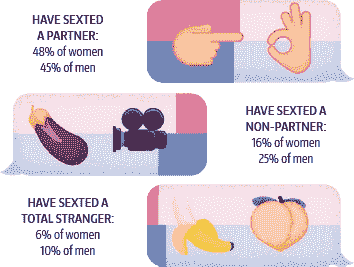 HAVE SEXTED
A PARTNER:
48% of women
45% of men
HAVE SEXTED A
NON-PARTNER:
16% of women
25% of men
HAVE SEXTED A
TOTAL STRANGER:
6% of women
10% of men